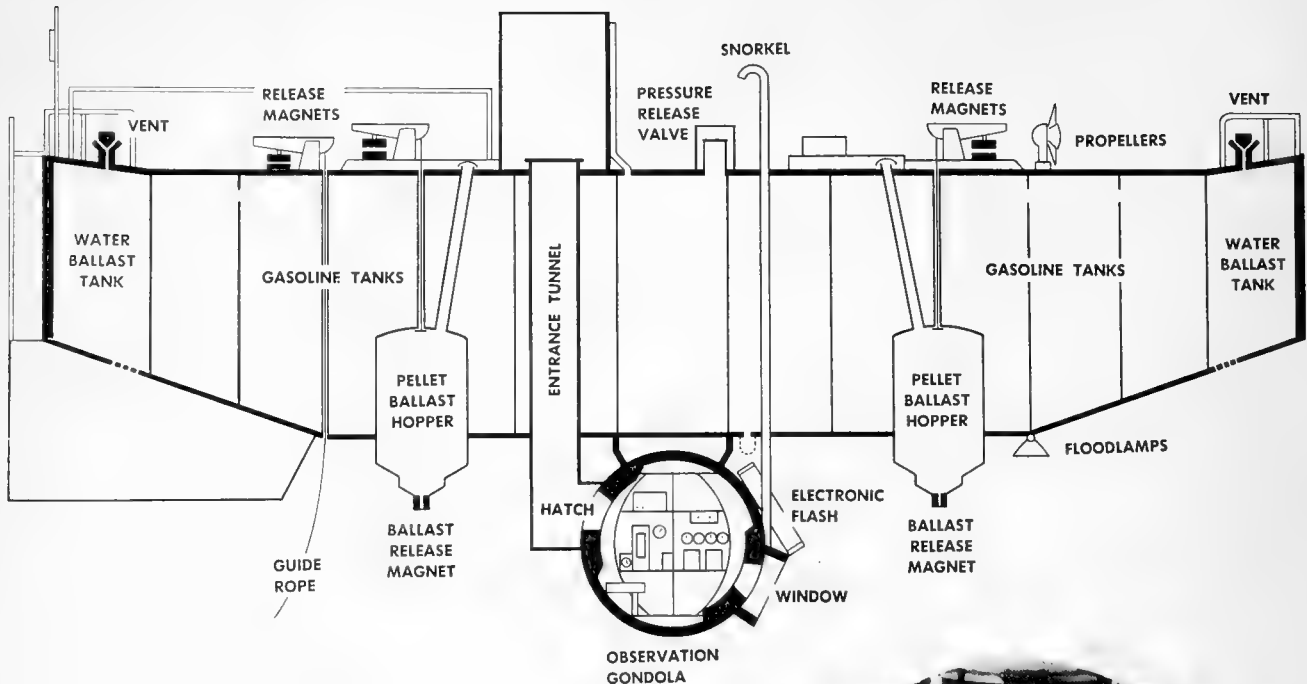 SNORKEL
RELEASE
MAGNETS
PRESSURE
RELEASE
VALVE
RELEASE
MAGNETS
VENT
VENT
PROPELLERS
WATER
BALLAST
TANK
GASOLINE TANKS
ENTRANCE TUNNEL
GASOLINE TANKS
WATER
BALLAST
TANK
PELLET
BALLAST
HOPPER
PELLET
BALLAST
HOPPER
FLOODLAMPS
HATCH
ELECTRONIC
FLASH
BALLAST
RELEASE
MAGNET
BALLAST
RELEASE
MAGNET
GUIDE
ROPE
WINDOW
OBSERVATION
GONDOLA